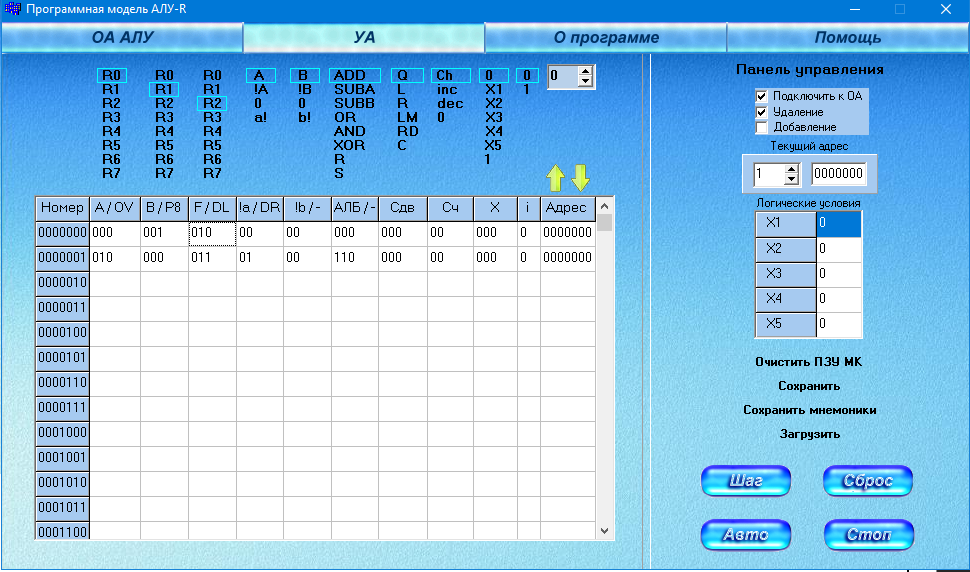 Программная модель АЛУ-R
ОА АЛУ УА О программе Помощь
R0 R0 R0 A B ADD Q Ch 0 0 0
R1 R1 R1 !A !B SUBA L inc X1 1
R2 R2 R2 0 0 SUBB R dec X2
R3 R3 R3 a! b! OR LM 0 X3
R4 R4 R4 AND RD X4
R5 R5 R5 XOR C X5
R6 R6 R6 R 1
R7 R7 R7 S
Номер A / OV B / P8 F / DL !a / DR !b / - АЛБ / - Сдв Сч X i Адрес
0000000 000 001 010 00 00 000 000 00 000 0 0000000
0000001 010 000 011 01 00 110 000 00 000 0 0000000
0000010
0000011
0000100
0000101
0000110
0000111
0001000
0001001
0001010
0001011
0001100
Панель управления
Подключить к ОА
Удаление
Добавление
Текущий адрес
1 0000000
Логические условия
X1 0
X2 0
X3 0
X4 0
X5 0
Очистить ПЗУ МК
Сохранить
Сохранить мнемоники
Загрузить
Шаг Сброс
Авто Стоп